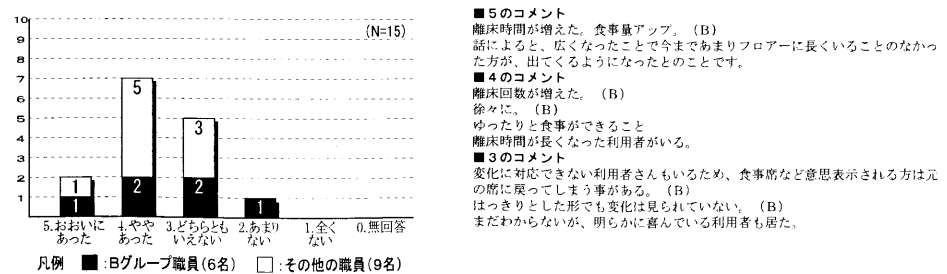 10
(N=15)
9
8
7
6
5
4
3
2
1
5
3
1
1
2
2
1
5.おおいに
あった
4.やや
あった
3.どちらとも
いえない
2.あまり
ない
1.全く
ない
0.無回答
凡例 ■:Bグループ職員(6名) □:その他の職員(9名)
■5のコメント
離床時間が増えた。食事量アップ。(B)
話によると、広くなったことで今まであまりフロアーに長くいることのなかっ
た方が、出てくるようになったとのことです。
■4のコメント
離床回数が増えた。(B)
徐々に。(B)
ゆったりと食事ができること
離床時間が長くなった利用者がいる。
■3のコメント
変化に対応できない利用者さんもいるため、食事席など意思表示される方は元
の席に戻ってしまう事がある。(B)
はっきりとした形でも変化は見られていない。(B)
まだわからないが、明らかに喜んでいる利用者も居た。